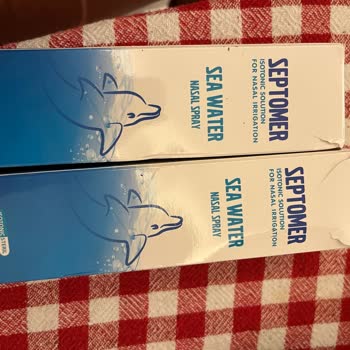 SEPTOMER
ISOTONIC SOLUTION
FOR NASAL IRRIGATION
SEA WATER
NASAL SPRAY
SEPTOMER
ISOTONIC SOLUTION
FOR NASAL IRRIGATION
SEA WATER
NASAL SPRAY